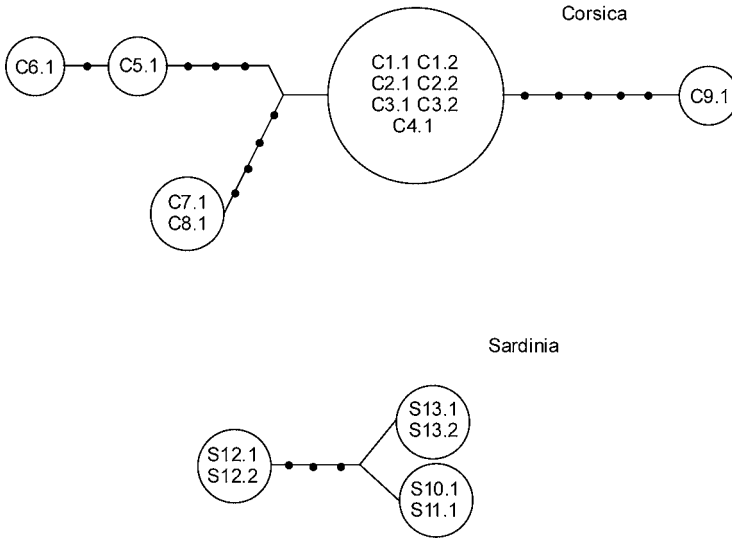 Corsica
C6.1
C5.1
C1.1 C1.2
C2.1 C2.2
C3.1 C3.2
C4.1
C9.1
C7.1
C8.1
Sardinia
S13.1
S13.2
S12.1
S12.2
S10.1
S11.1